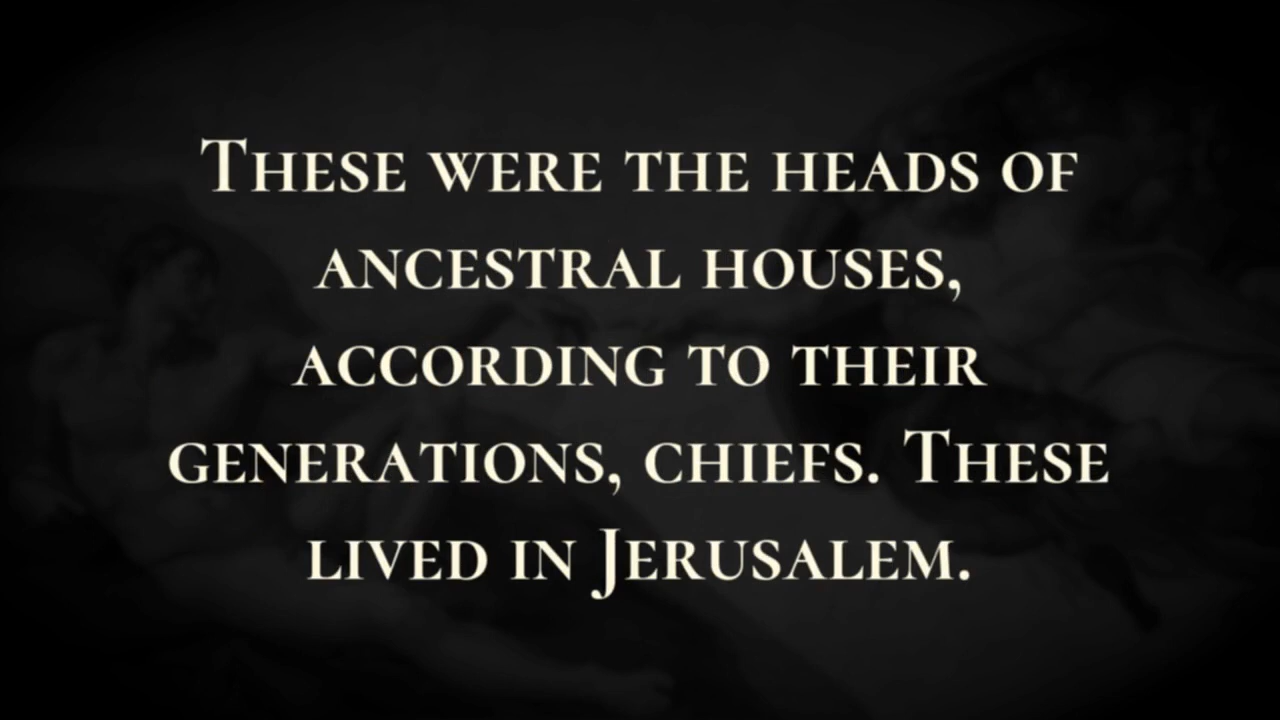 These were the heads of
ancestral houses,
according to their
generations, chiefs. These
lived in Jerusalem.